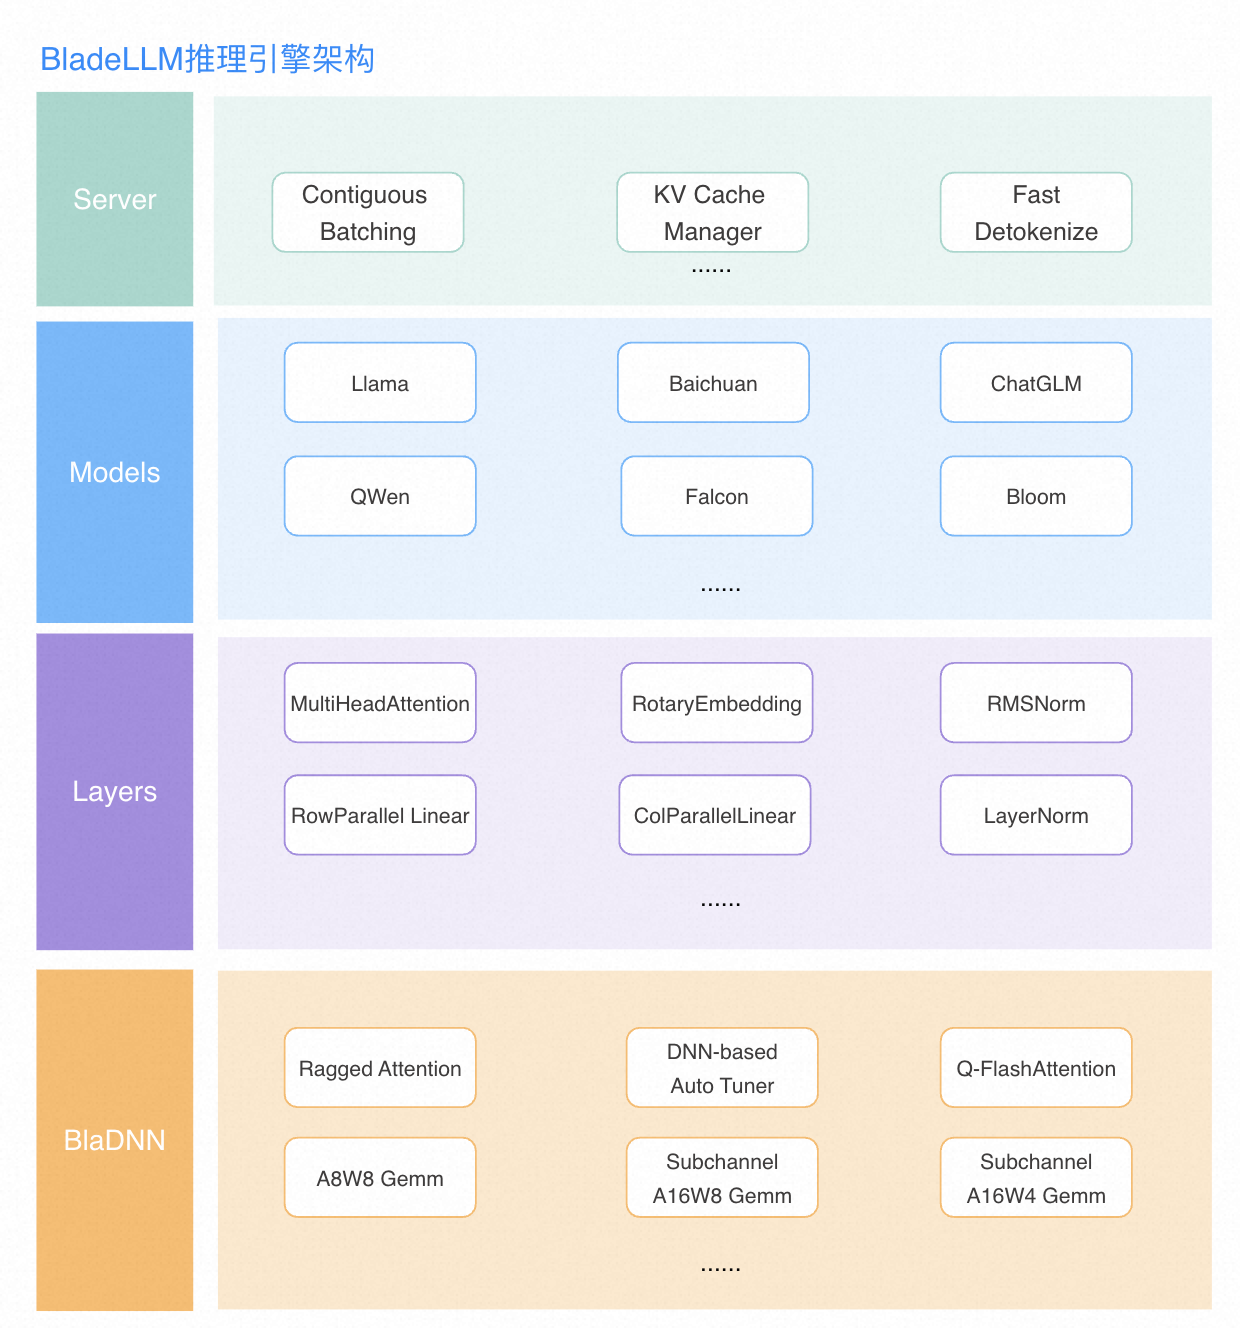 BladeLLM推理引擎架构
Server
Contiguous
Batching
KV Cache
Manager
Fast
Detokenize
......
Models
Llama
Baichuan
ChatGLM
QWen
Falcon
Bloom
......
Layers
MultiHeadAttention
RotaryEmbedding
RMSNorm
RowParallel Linear
ColParallelLinear
LayerNorm
......
BlaDNN
Ragged Attention
DNN-based
Auto Tuner
Q-FlashAttention
A8W8 Gemm
Subchannel
A16W8 Gemm
Subchannel
A16W4 Gemm
......